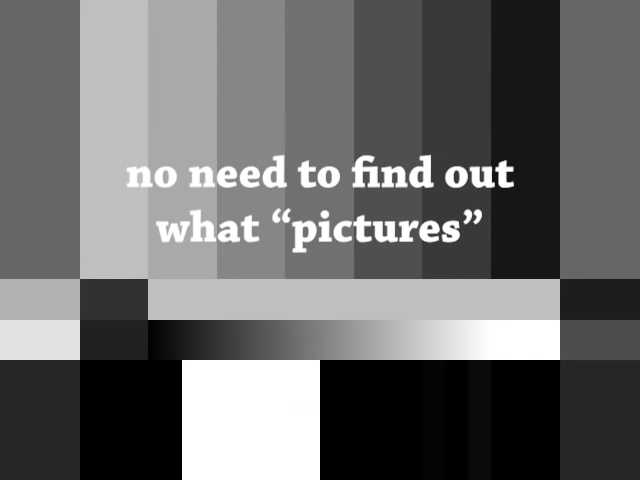 no need to find out
what “pictures”